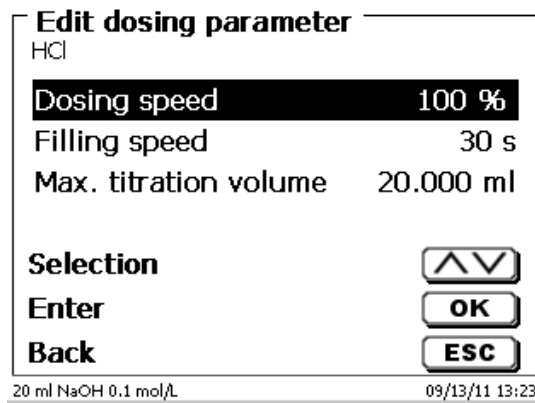 Edit dosing parameter
HCl
Dosing speed 100 %
Filling speed 30 s
Max. titration volume 20.000 ml
Selection
Enter OK
Back ESC
20 ml NaOH 0.1 mol/L 09/13/11 13:23